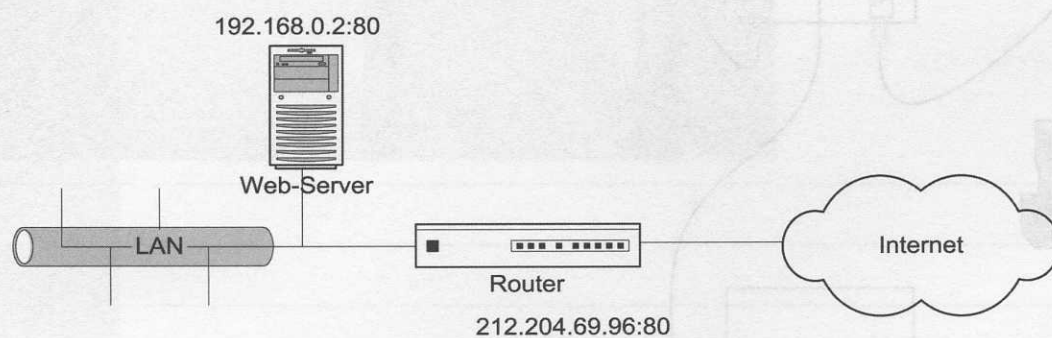 192.168.0.2:80
Web-Server
LAN
Internet
Router
212.204.69.96:80